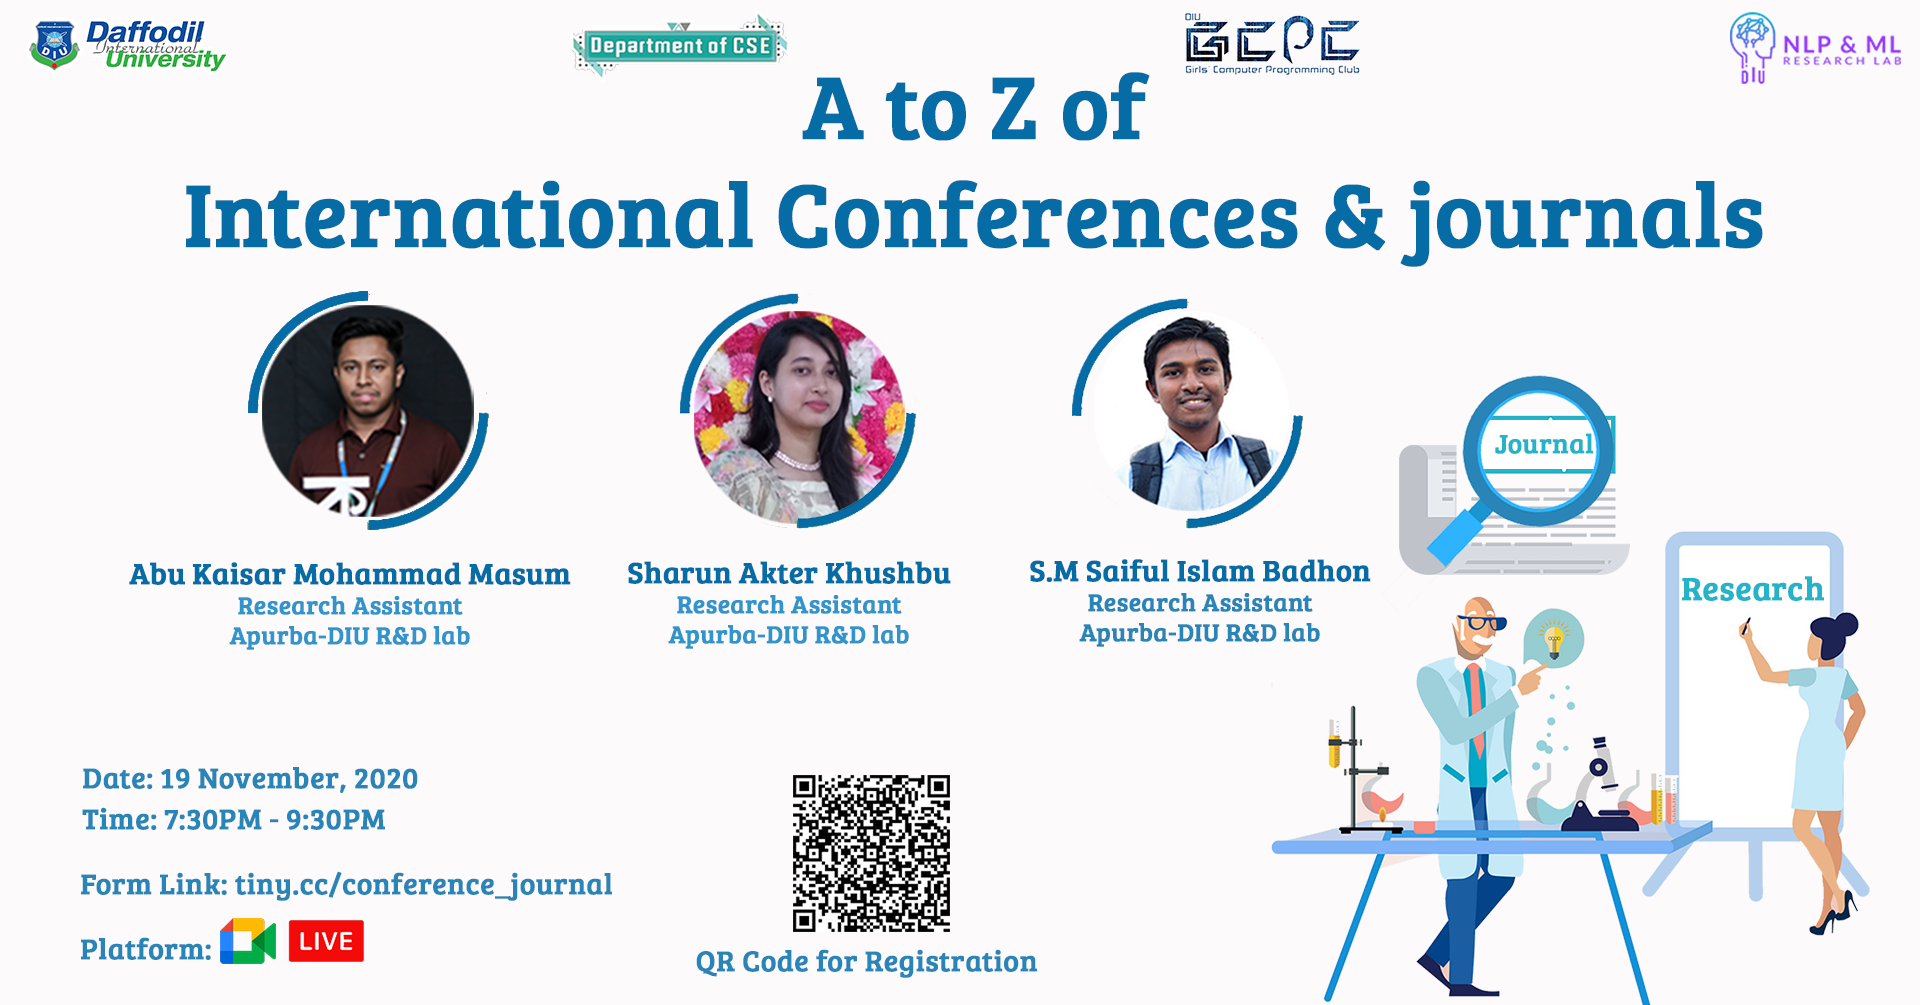 Daffodil
International
University
DIU
Department of CSE
DIU
GCPC
Girls' Computer Programming Club
NLP & ML
RESEARCH LAB
DIU
A to Z of
International Conferences & journals
ক
Abu Kaisar Mohammad Masum
Research Assistant
Apurba-DIU R&D lab
Sharun Akter Khushbu
Research Assistant
Apurba-DIU R&D lab
S.M Saiful Islam Badhon
Research Assistant
Apurba-DIU R&D lab
Journal
Research
Date: 19 November, 2020
Time: 7:30PM - 9:30PM
Form Link: tiny.cc/conference_journal
Platform:
LIVE
QR Code for Registration